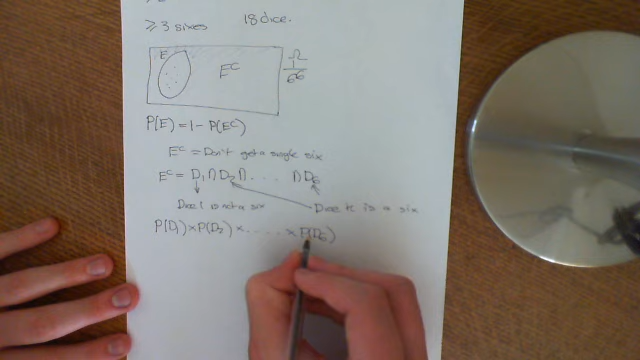 ≥3 sixes 18 dice.
E E^C Ω/6^6
P(E) = 1 - P(E^C)
E^C = Don't get a single six
E^C = D₁ ∩ D₂ ∩ . . . . ∩ D₆
Dice 1 is not a six Dice k is a six
P(D₁) × P(D₂) × . . . . . × P(D₆)